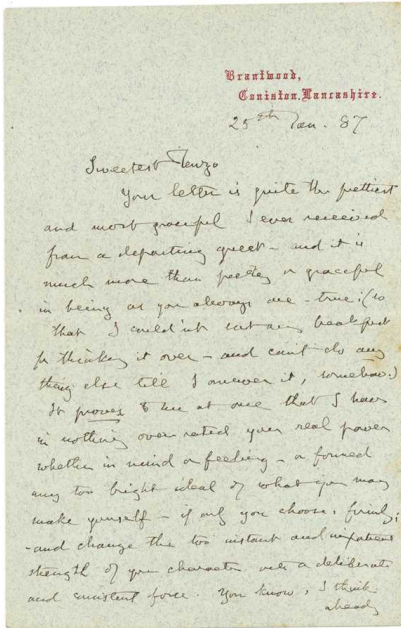 Brantwood,
Coniston, Lancashire.
25th Jan. 87
Sweetest
Your letter is quite the prettiest
and most graceful I ever received
from a departing guest – and it is
much more than pretty or graceful
in being as you always are – true; (so
that I couldn't eat any breakfast
for thinking it over – and can't do any
thing else till I answer it, somehow.)
It proves to me at once that I have
in nothing overrated your real power
whether in mind or feeling – or formed
any too bright ideal of what you may
make yourself – if only you choose, firmly;
– and change the too instant and impatient
strength of your character into a deliberate
and consistent force. You know, I think
already